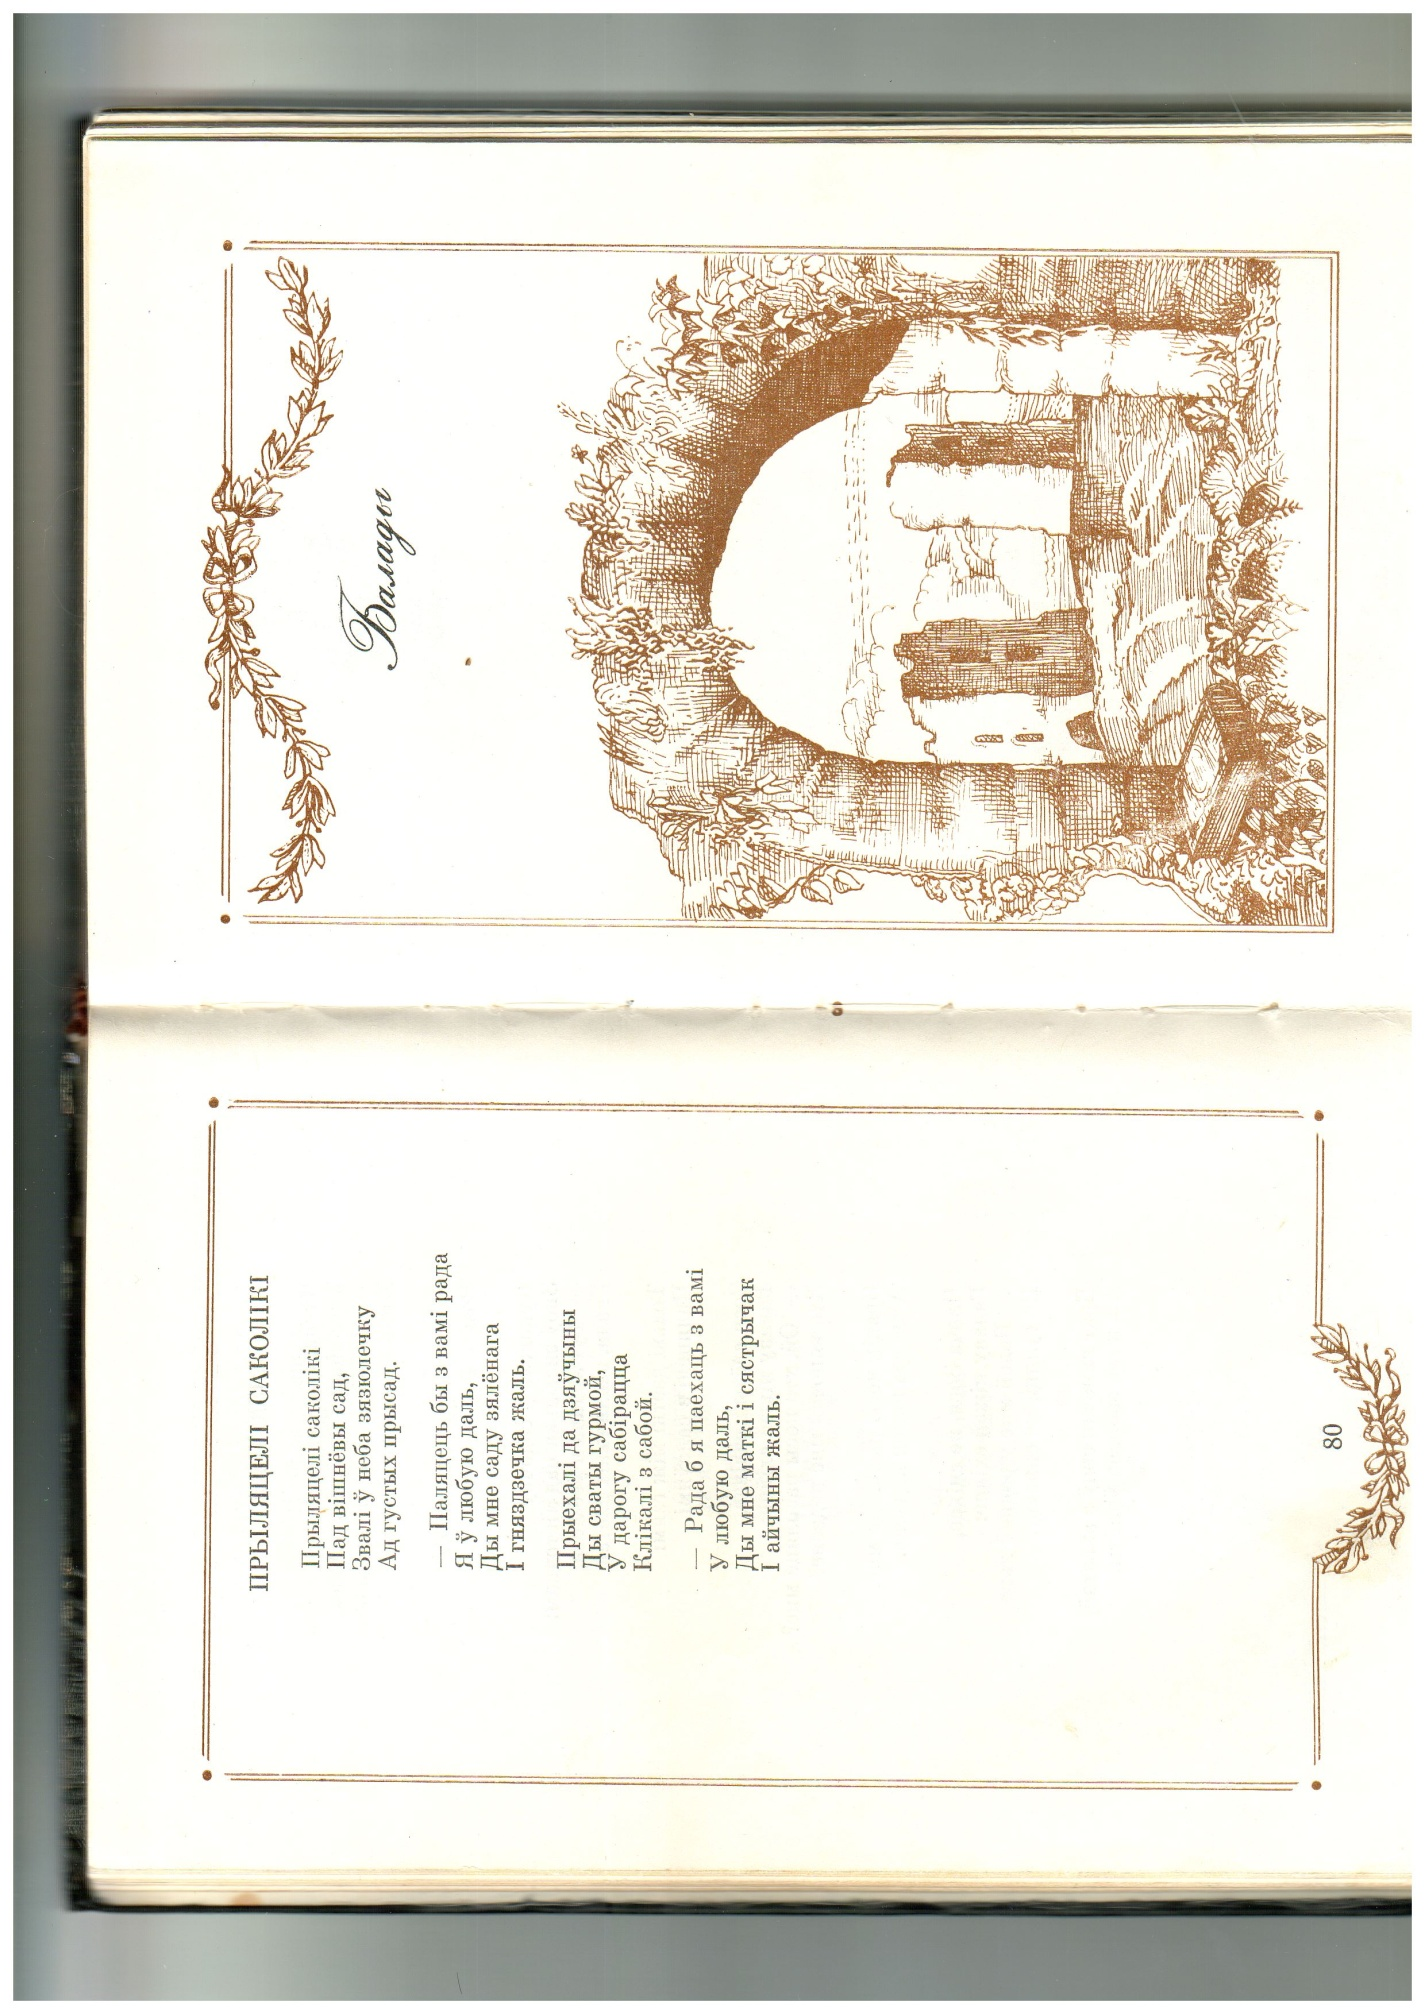 ПРЫЛЯЦЕЛІ САКОЛІКІ
Прыляцелі саколікі
Пад вішнёвы сад,
Звалі ў неба зязюлечку
Ад густых прысад.
— Паляцець бы з вамі рада
Я ў любую даль,
Ды мне саду зялёнага
І гняздзечка жаль.
Прыехалі да дзяўчыны
Ды сваты гурмой,
У дарогу сабірацца
Клікалі з сабой.
— Рада б я паехаць з вамі
У любую даль,
Ды мне маткі і сястрычак
І айчыны жаль.
80
Балады